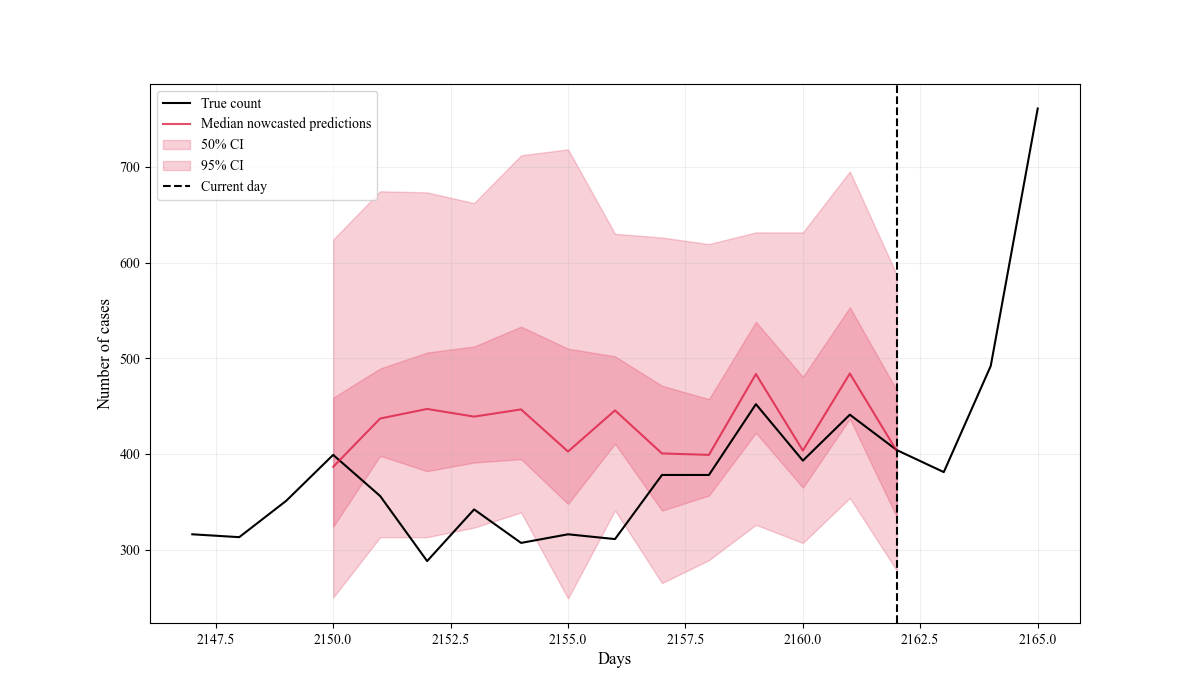 True count
Median nowcasted predictions
50% CI
95% CI
Current day
Number of cases
700
600
500
400
300
2147.5 2150.0 2152.5 2155.0 2157.5 2160.0 2162.5 2165.0
Days